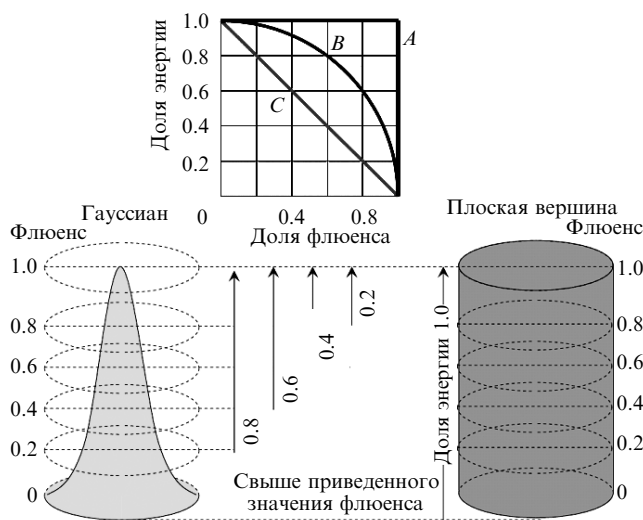 1.0
0.8
0.6
0.4
0.2
Доля энергии
A
B
C
0
0.4
0.8
Доля флюенса
Гауссиан
Флюенс
1.0
0.8
0.6
0.4
0.2
0
0.8
0.6
0.4
0.2
Свыше приведенного
значения флюенса
Доля энергии 1.0
Плоская вершина
Флюенс
1.0
0.8
0.6
0.4
0.2
0